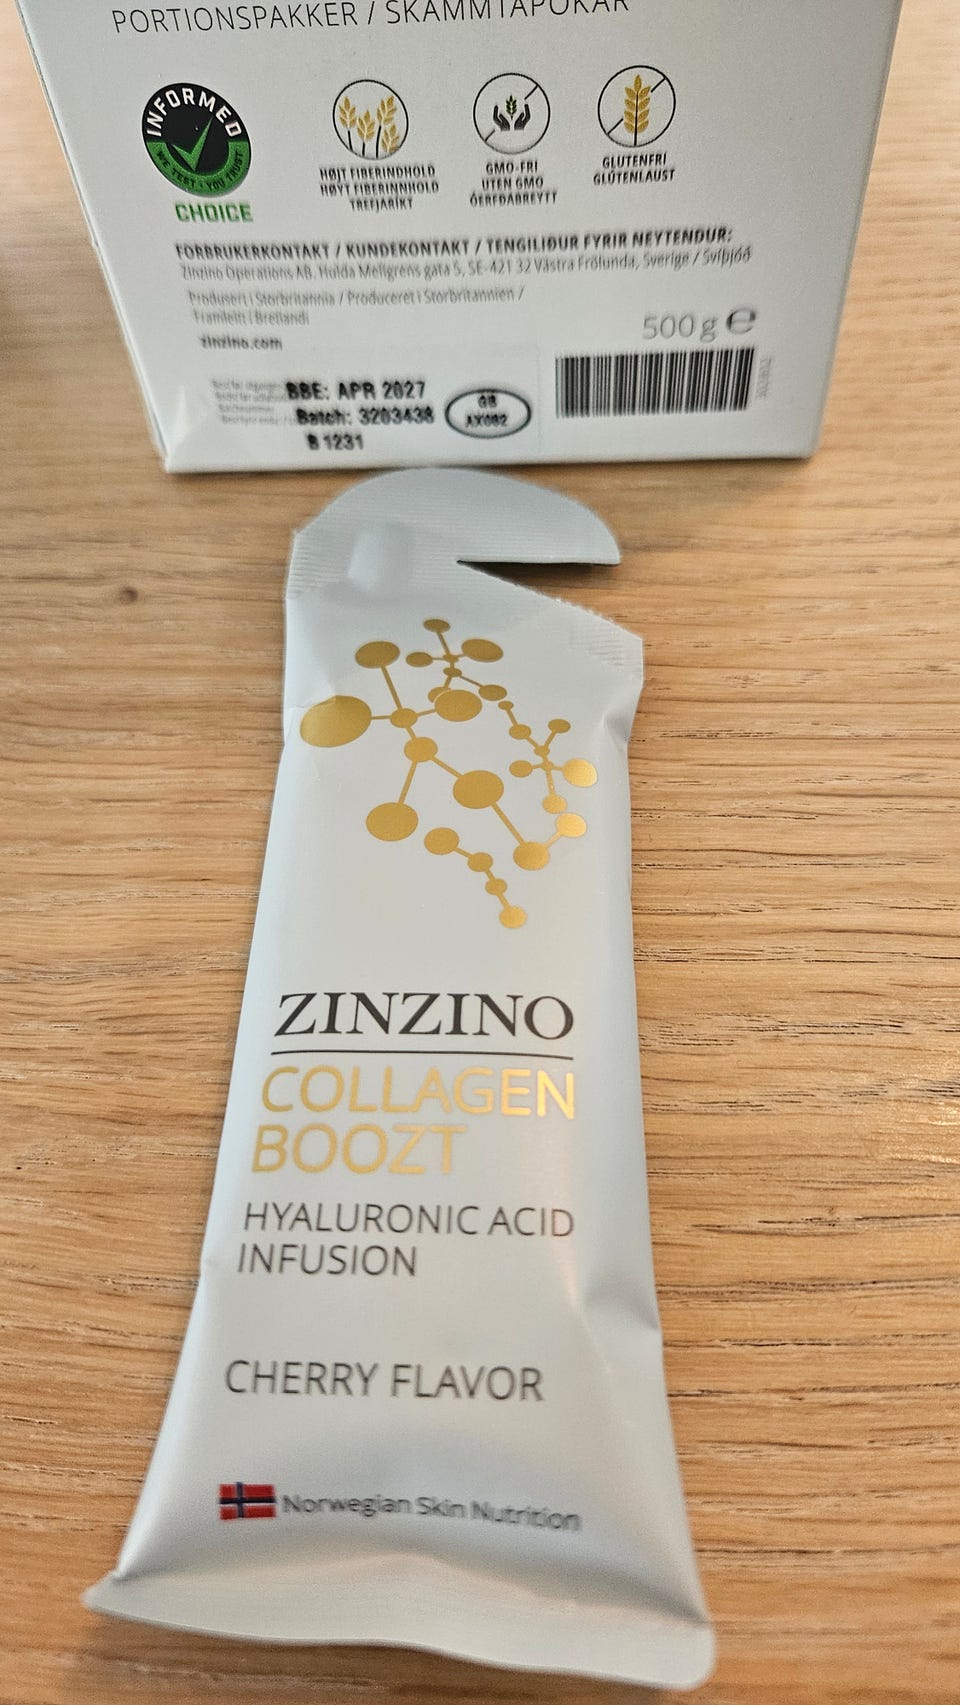 PORTIONSPAKKER / SKAMMTAPOKAR
INFORMED
WE TEST · YOU TRUST
CHOICE
HØJT FIBERINDHOLD
HØYT FIBERINNHOLD
TREFJARÍKT
GMO-FRI
UTEN GMO
ÓERFÐABREYTT
GLUTENFRI
GLÚTENLAUST
FORBRUKERKONTAKT / KUNDEKONTAKT / TENGILIÐUR FYRIR NEYTENDUR:
Zinzino Operations AB, Hulda Mellgrens gata 5, SE-421 32 Västra Frölunda, Sverige / Svíþjóð
Produsert i Storbritannia / Produceret i Storbritannien /
Framleitt í Bretlandi
zinzino.com
500 g ℮
BBE: APR 2027
Batch: 3203438
B 1231
GB
AX082
ZINZINO
COLLAGEN
BOOZT
HYALURONIC ACID
INFUSION
CHERRY FLAVOR
Norwegian Skin Nutrition